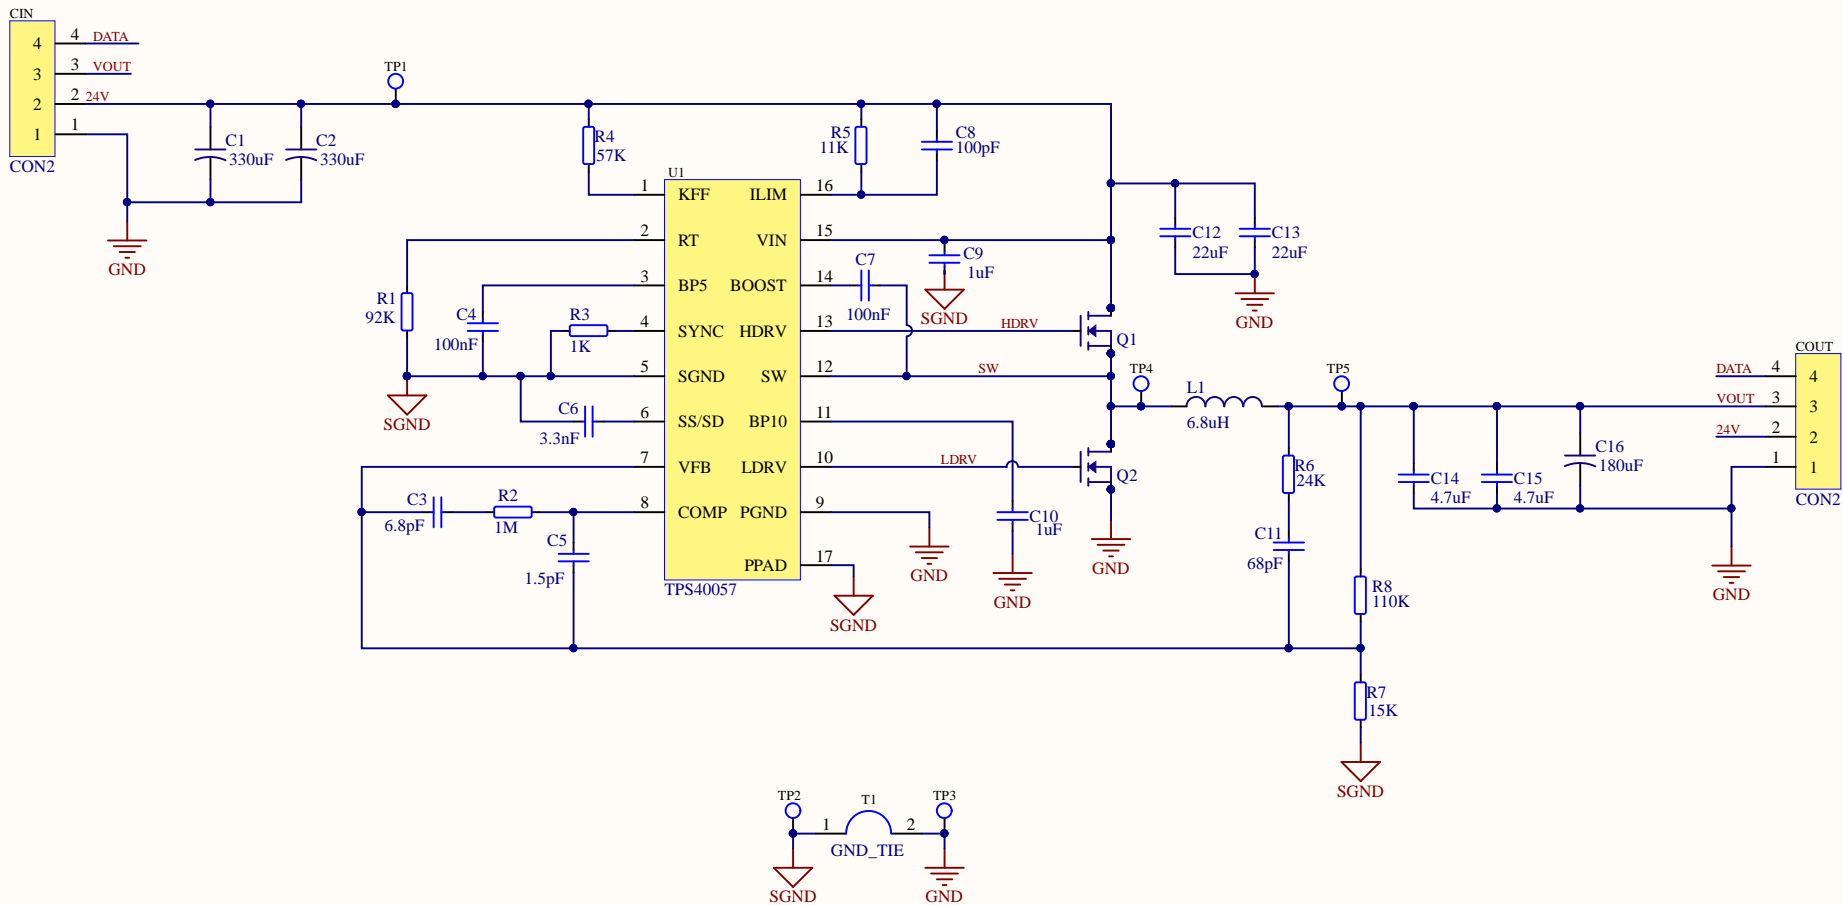 CIN
4 4 DATA
3 3 VOUT
2 2 24V
1 1
CON2
GND
C1
330uF
C2
330uF
TP1
R4
57K
R5
11K
C8
100pF
U1
1 KFF
2 RT
3 BP5
4 SYNC
5 SGND
6 SS/SD
7 VFB
8 COMP
ILIM 16
VIN 15
BOOST 14
HDRV 13
SW 12
BP10 11
LDRV 10
PGND 9
PPAD 17
TPS40057
R1
92K
C4
100nF
R3
1K
SGND
C6
3.3nF
C3
6.8pF
R2
1M
C5
1.5pF
C7
100nF
C9
1uF
SGND
HDRV
SW
LDRV
C10
1uF
GND
GND
SGND
Q1
Q2
GND
C12
22uF
C13
22uF
GND
TP4
L1
6.8uH
TP5
R6
24K
C11
68pF
R8
110K
R7
15K
SGND
C14
4.7uF
C15
4.7uF
C16
180uF
COUT
DATA 4 4
VOUT 3 3
24V 2 2
1 1
CON2
GND
TP2
T1
TP3
1 2
GND_TIE
SGND
GND